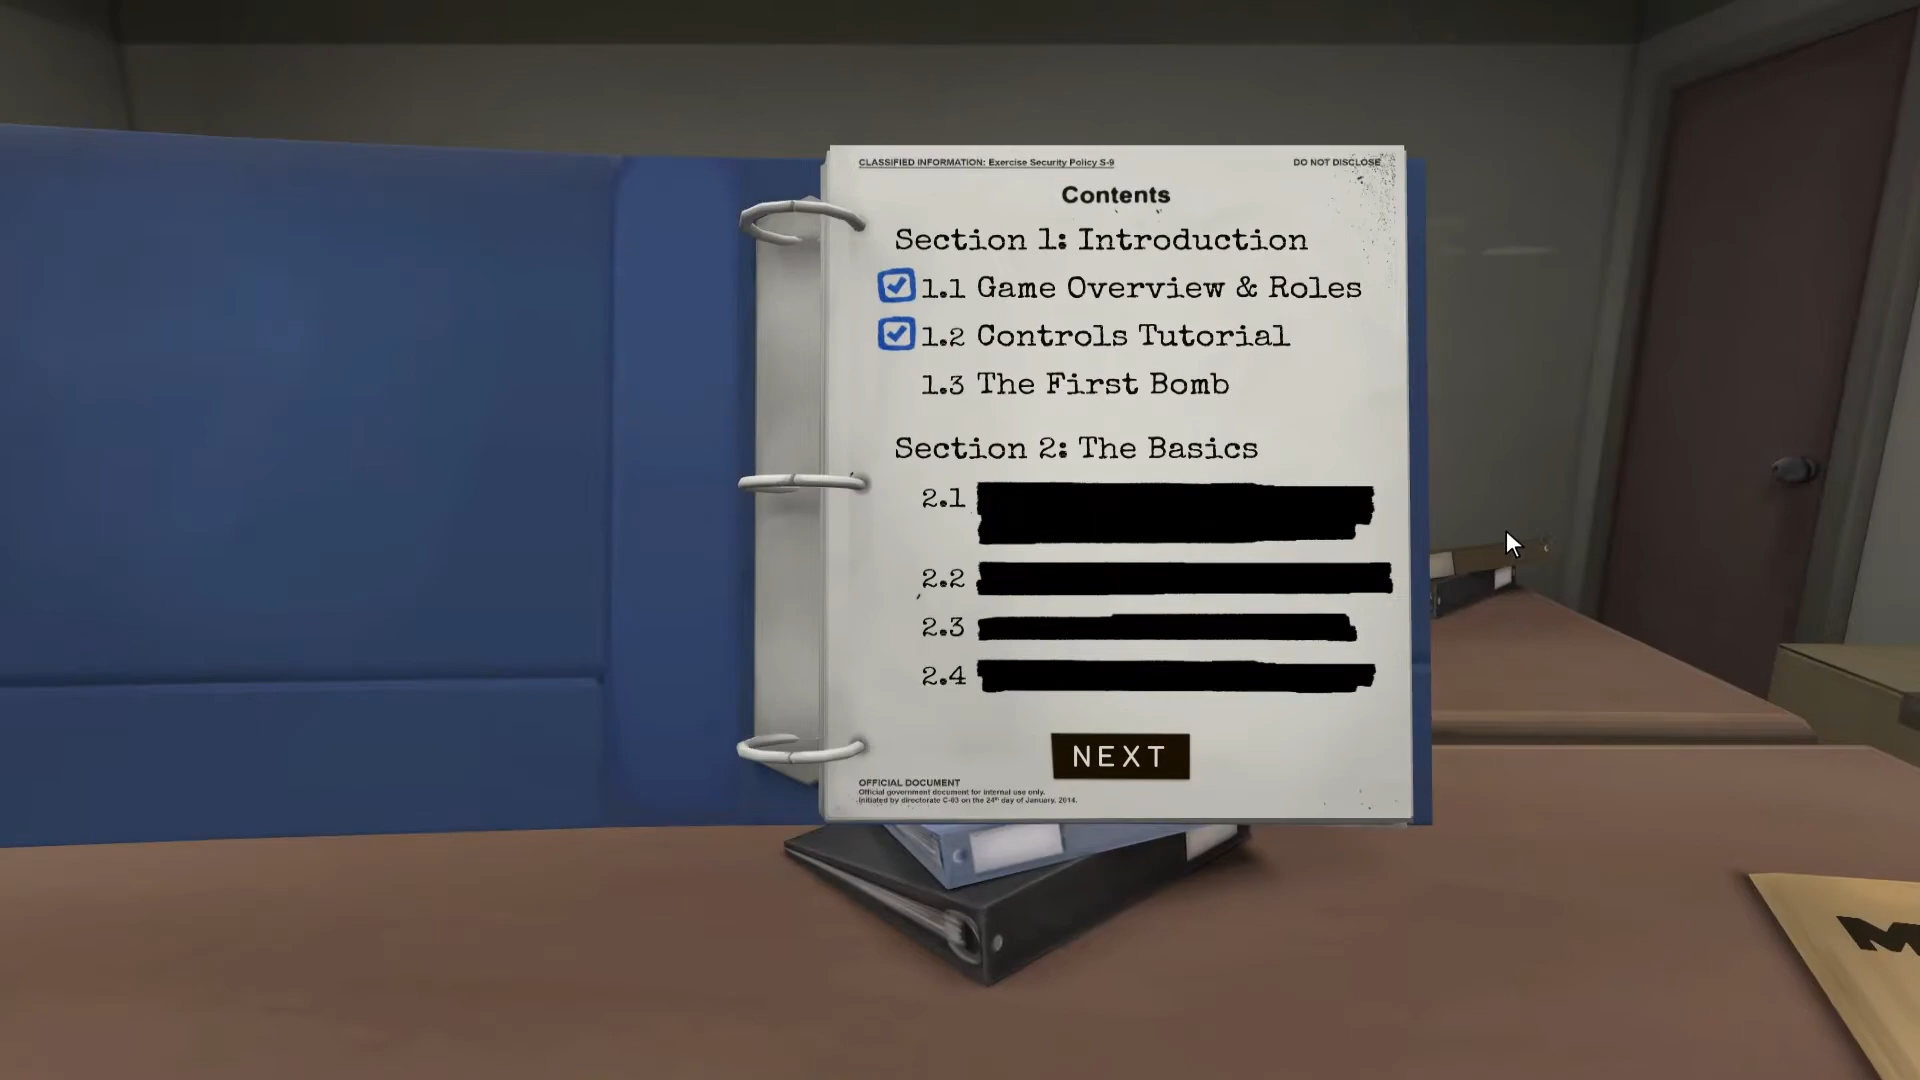 CLASSIFIED INFORMATION: Exercise Security Policy S-9
DO NOT DISCLOSE
Contents
Section 1: Introduction
1.1 Game Overview & Roles
1.2 Controls Tutorial
1.3 The First Bomb
Section 2: The Basics
2.1
2.2
2.3
2.4
NEXT
OFFICIAL DOCUMENT
Official government document for internal use only.
Initiated by directorate C-83 on the 24th day of January, 2014.